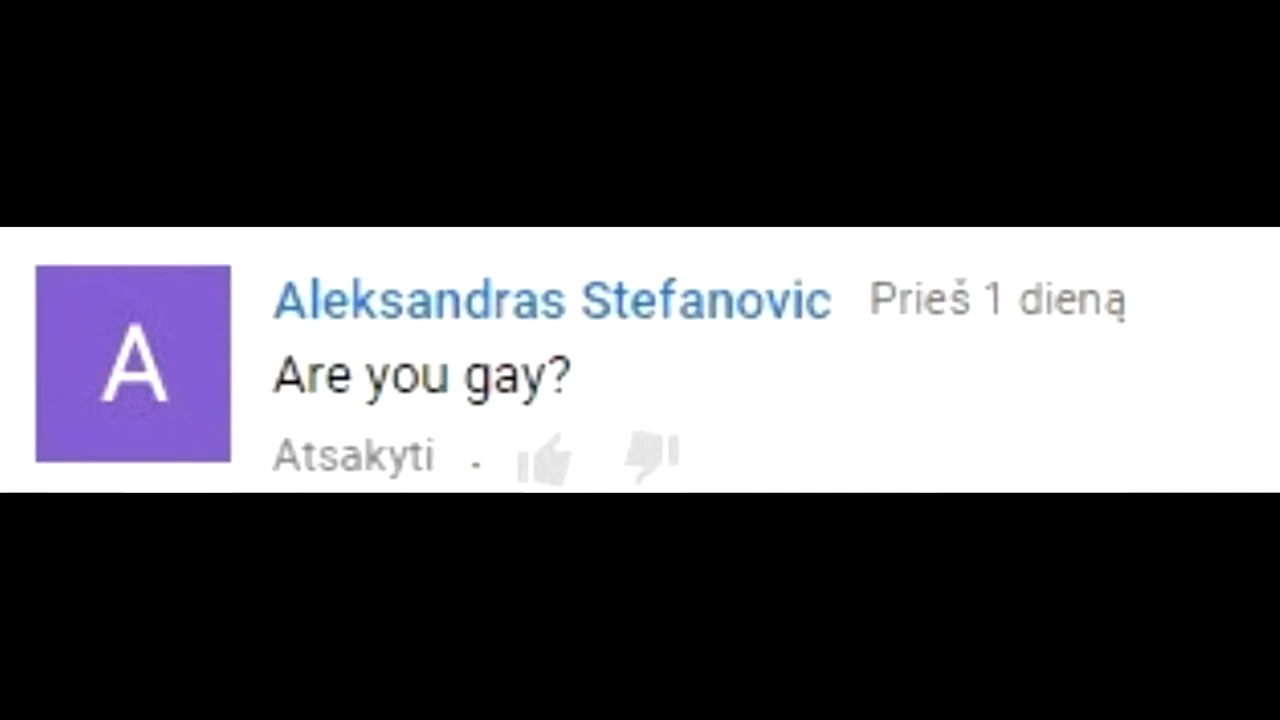 A
Aleksandras Stefanovic Prieš 1 dieną
Are you gay?
Atsakyti .